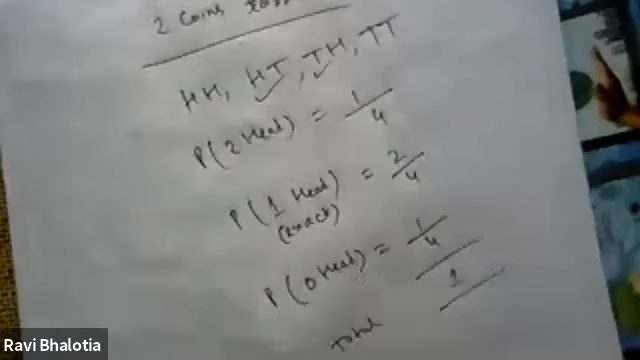 2 Coins toss
HH, HT, TH, TT
P(2 Head) = 1/4
P(1 Head) = 2/4
(exact)
P(0 Head) = 1/4
Total 1
Ravi Bhalotia